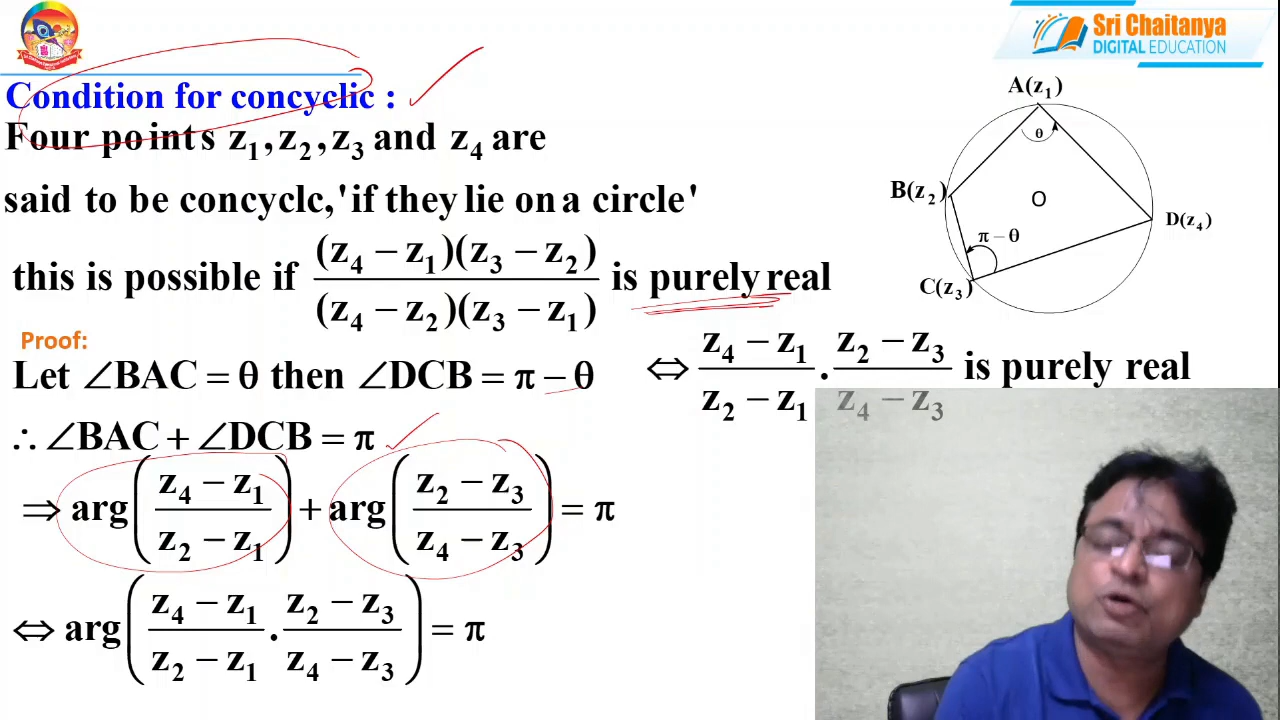 Sri Chaitanya
DIGITAL EDUCATION
Condition for concyclic :
Four points z₁,z₂,z₃ and z₄ are
said to be concyclc,'if they lie on a circle'
this is possible if (z₄ − z₁)(z₃ − z₂) / (z₄ − z₂)(z₃ − z₁) is purely real
Proof:
Let ∠BAC = θ then ∠DCB = π − θ
∴ ∠BAC + ∠DCB = π
⇒ arg((z₄ − z₁)/(z₂ − z₁)) + arg((z₂ − z₃)/(z₄ − z₃)) = π
⇔ arg((z₄ − z₁)/(z₂ − z₁) . (z₂ − z₃)/(z₄ − z₃)) = π
⇔ (z₄ − z₁)/(z₂ − z₁) . (z₂ − z₃)/(z₄ − z₃) is purely real
A(z₁)
θ
B(z₂)
O
D(z₄)
π − θ
C(z₃)